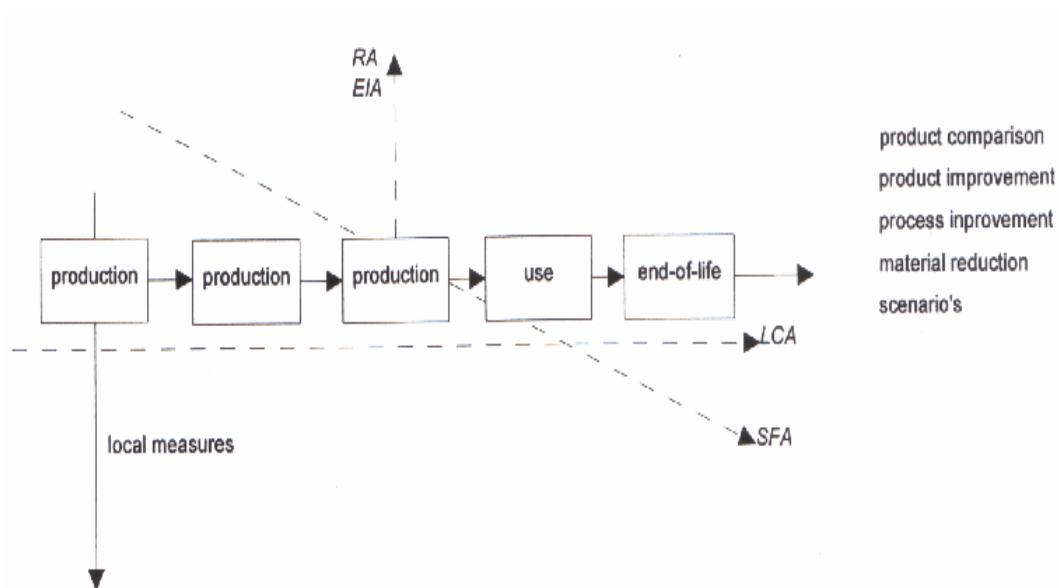 RA
EIA
product comparison
product improvement
process inprovement
material reduction
scenario's
production
production
production
use
end-of-life
LCA
local measures
SFA